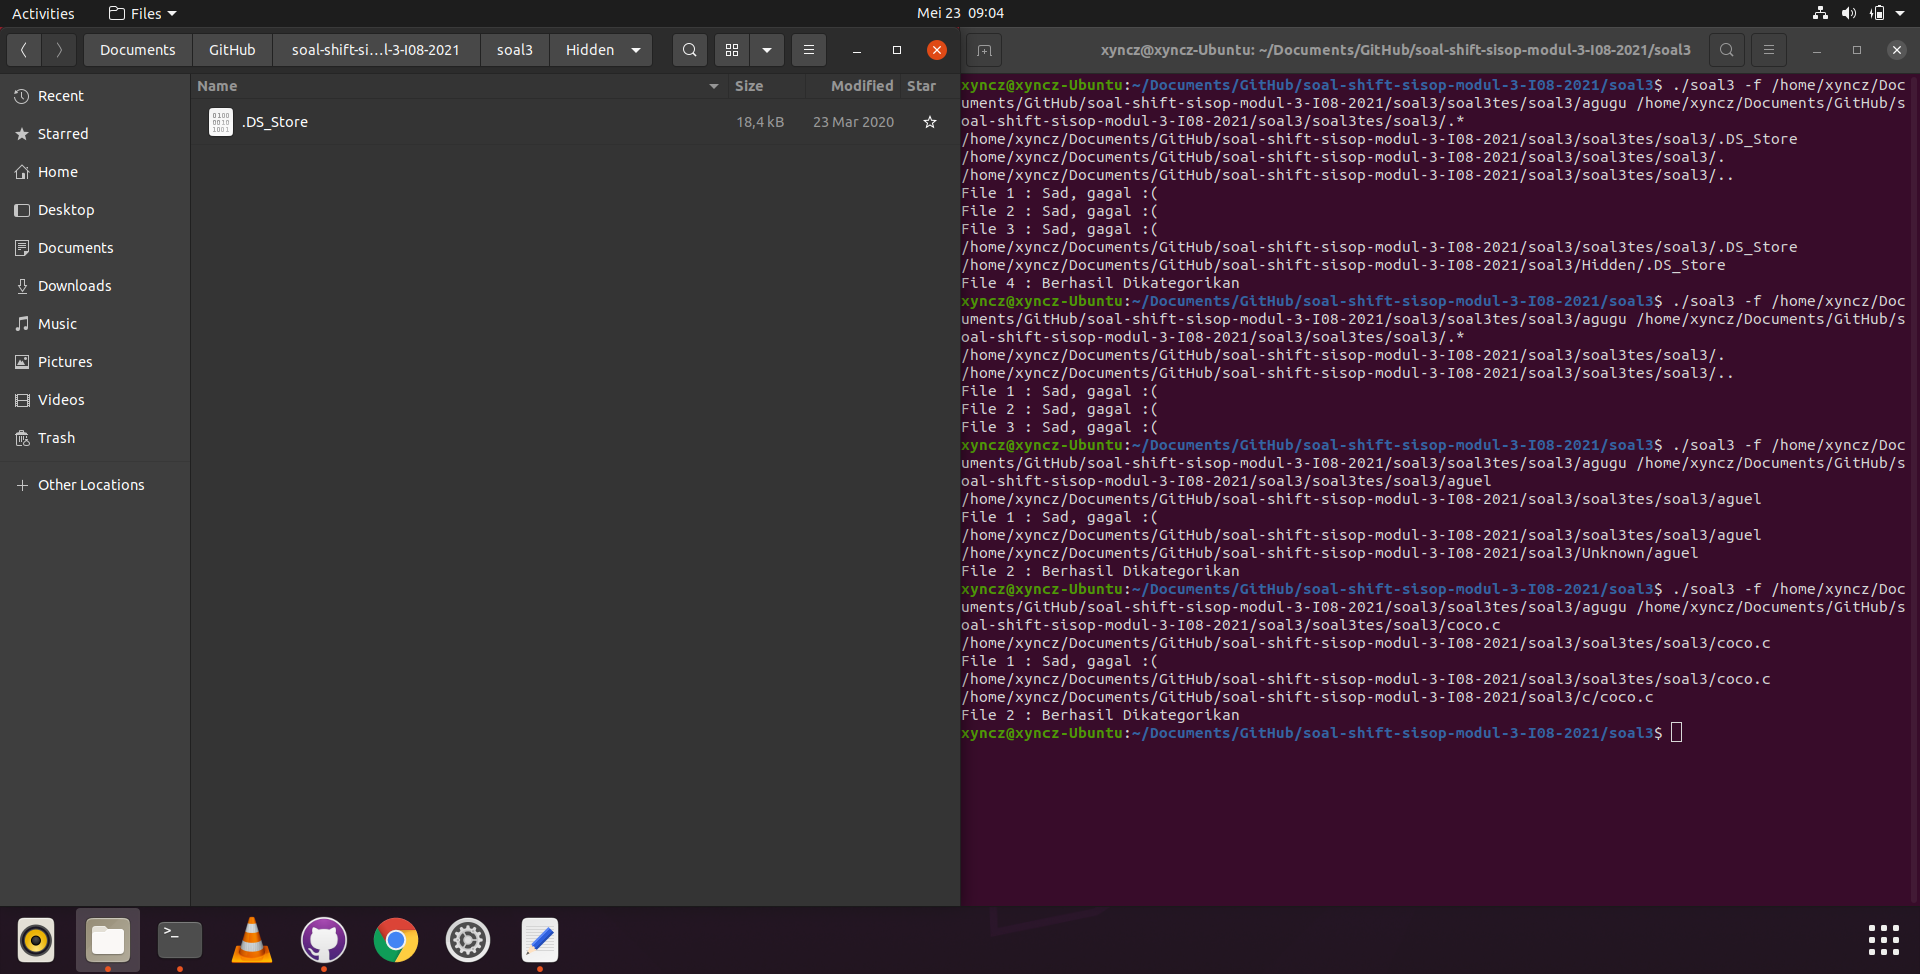 Activities
Files
Mei 23 09:04
Documents
GitHub
soal-shift-si...l-3-I08-2021
soal3
Hidden
Recent
Starred
Home
Desktop
Documents
Downloads
Music
Pictures
Videos
Trash
Other Locations
Name
Size
Modified
Star
.DS_Store
18,4 kB
23 Mar 2020
xyncz@xyncz-Ubuntu: ~/Documents/GitHub/soal-shift-sisop-modul-3-I08-2021/soal3
xyncz@xyncz-Ubuntu:~/Documents/GitHub/soal-shift-sisop-modul-3-I08-2021/soal3$ ./soal3 -f /home/xyncz/Doc
uments/GitHub/soal-shift-sisop-modul-3-I08-2021/soal3/soal3tes/soal3/agugu /home/xyncz/Documents/GitHub/s
oal-shift-sisop-modul-3-I08-2021/soal3/soal3tes/soal3/.*
/home/xyncz/Documents/GitHub/soal-shift-sisop-modul-3-I08-2021/soal3/soal3tes/soal3/.DS_Store
/home/xyncz/Documents/GitHub/soal-shift-sisop-modul-3-I08-2021/soal3/soal3tes/soal3/.
/home/xyncz/Documents/GitHub/soal-shift-sisop-modul-3-I08-2021/soal3/soal3tes/soal3/..
File 1 : Sad, gagal :(
File 2 : Sad, gagal :(
File 3 : Sad, gagal :(
/home/xyncz/Documents/GitHub/soal-shift-sisop-modul-3-I08-2021/soal3/soal3tes/soal3/.DS_Store
/home/xyncz/Documents/GitHub/soal-shift-sisop-modul-3-I08-2021/soal3/Hidden/.DS_Store
File 4 : Berhasil Dikategorikan
xyncz@xyncz-Ubuntu:~/Documents/GitHub/soal-shift-sisop-modul-3-I08-2021/soal3$ ./soal3 -f /home/xyncz/Doc
uments/GitHub/soal-shift-sisop-modul-3-I08-2021/soal3/soal3tes/soal3/agugu /home/xyncz/Documents/GitHub/s
oal-shift-sisop-modul-3-I08-2021/soal3/soal3tes/soal3/.*
/home/xyncz/Documents/GitHub/soal-shift-sisop-modul-3-I08-2021/soal3/soal3tes/soal3/.
/home/xyncz/Documents/GitHub/soal-shift-sisop-modul-3-I08-2021/soal3/soal3tes/soal3/..
File 1 : Sad, gagal :(
File 2 : Sad, gagal :(
File 3 : Sad, gagal :(
xyncz@xyncz-Ubuntu:~/Documents/GitHub/soal-shift-sisop-modul-3-I08-2021/soal3$ ./soal3 -f /home/xyncz/Doc
uments/GitHub/soal-shift-sisop-modul-3-I08-2021/soal3/soal3tes/soal3/agugu /home/xyncz/Documents/GitHub/s
oal-shift-sisop-modul-3-I08-2021/soal3/soal3tes/soal3/aguel
/home/xyncz/Documents/GitHub/soal-shift-sisop-modul-3-I08-2021/soal3/soal3tes/soal3/aguel
File 1 : Sad, gagal :(
/home/xyncz/Documents/GitHub/soal-shift-sisop-modul-3-I08-2021/soal3/soal3tes/soal3/aguel
/home/xyncz/Documents/GitHub/soal-shift-sisop-modul-3-I08-2021/soal3/Unknown/aguel
File 2 : Berhasil Dikategorikan
xyncz@xyncz-Ubuntu:~/Documents/GitHub/soal-shift-sisop-modul-3-I08-2021/soal3$ ./soal3 -f /home/xyncz/Doc
uments/GitHub/soal-shift-sisop-modul-3-I08-2021/soal3/soal3tes/soal3/agugu /home/xyncz/Documents/GitHub/s
oal-shift-sisop-modul-3-I08-2021/soal3/soal3tes/soal3/coco.c
/home/xyncz/Documents/GitHub/soal-shift-sisop-modul-3-I08-2021/soal3/soal3tes/soal3/coco.c
File 1 : Sad, gagal :(
/home/xyncz/Documents/GitHub/soal-shift-sisop-modul-3-I08-2021/soal3/soal3tes/soal3/coco.c
/home/xyncz/Documents/GitHub/soal-shift-sisop-modul-3-I08-2021/soal3/c/coco.c
File 2 : Berhasil Dikategorikan
xyncz@xyncz-Ubuntu:~/Documents/GitHub/soal-shift-sisop-modul-3-I08-2021/soal3$